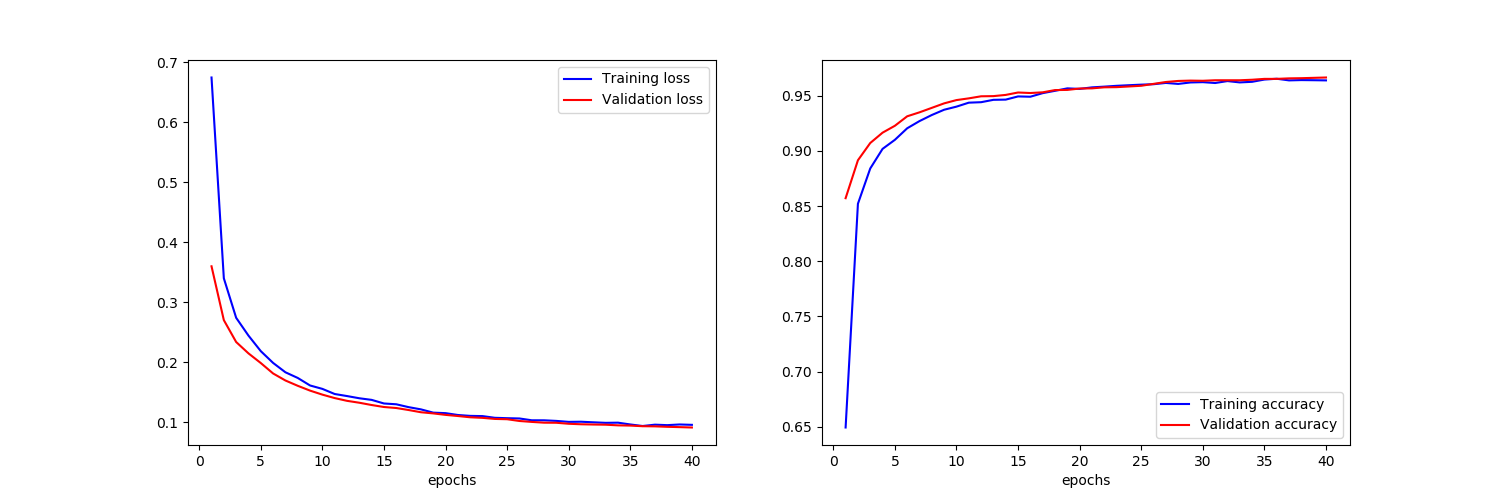 0.7
0.6
0.5
0.4
0.3
0.2
0.1
0 5 10 15 20 25 30 35 40
epochs
Training loss
Validation loss
0.95
0.90
0.85
0.80
0.75
0.70
0.65
0 5 10 15 20 25 30 35 40
epochs
Training accuracy
Validation accuracy